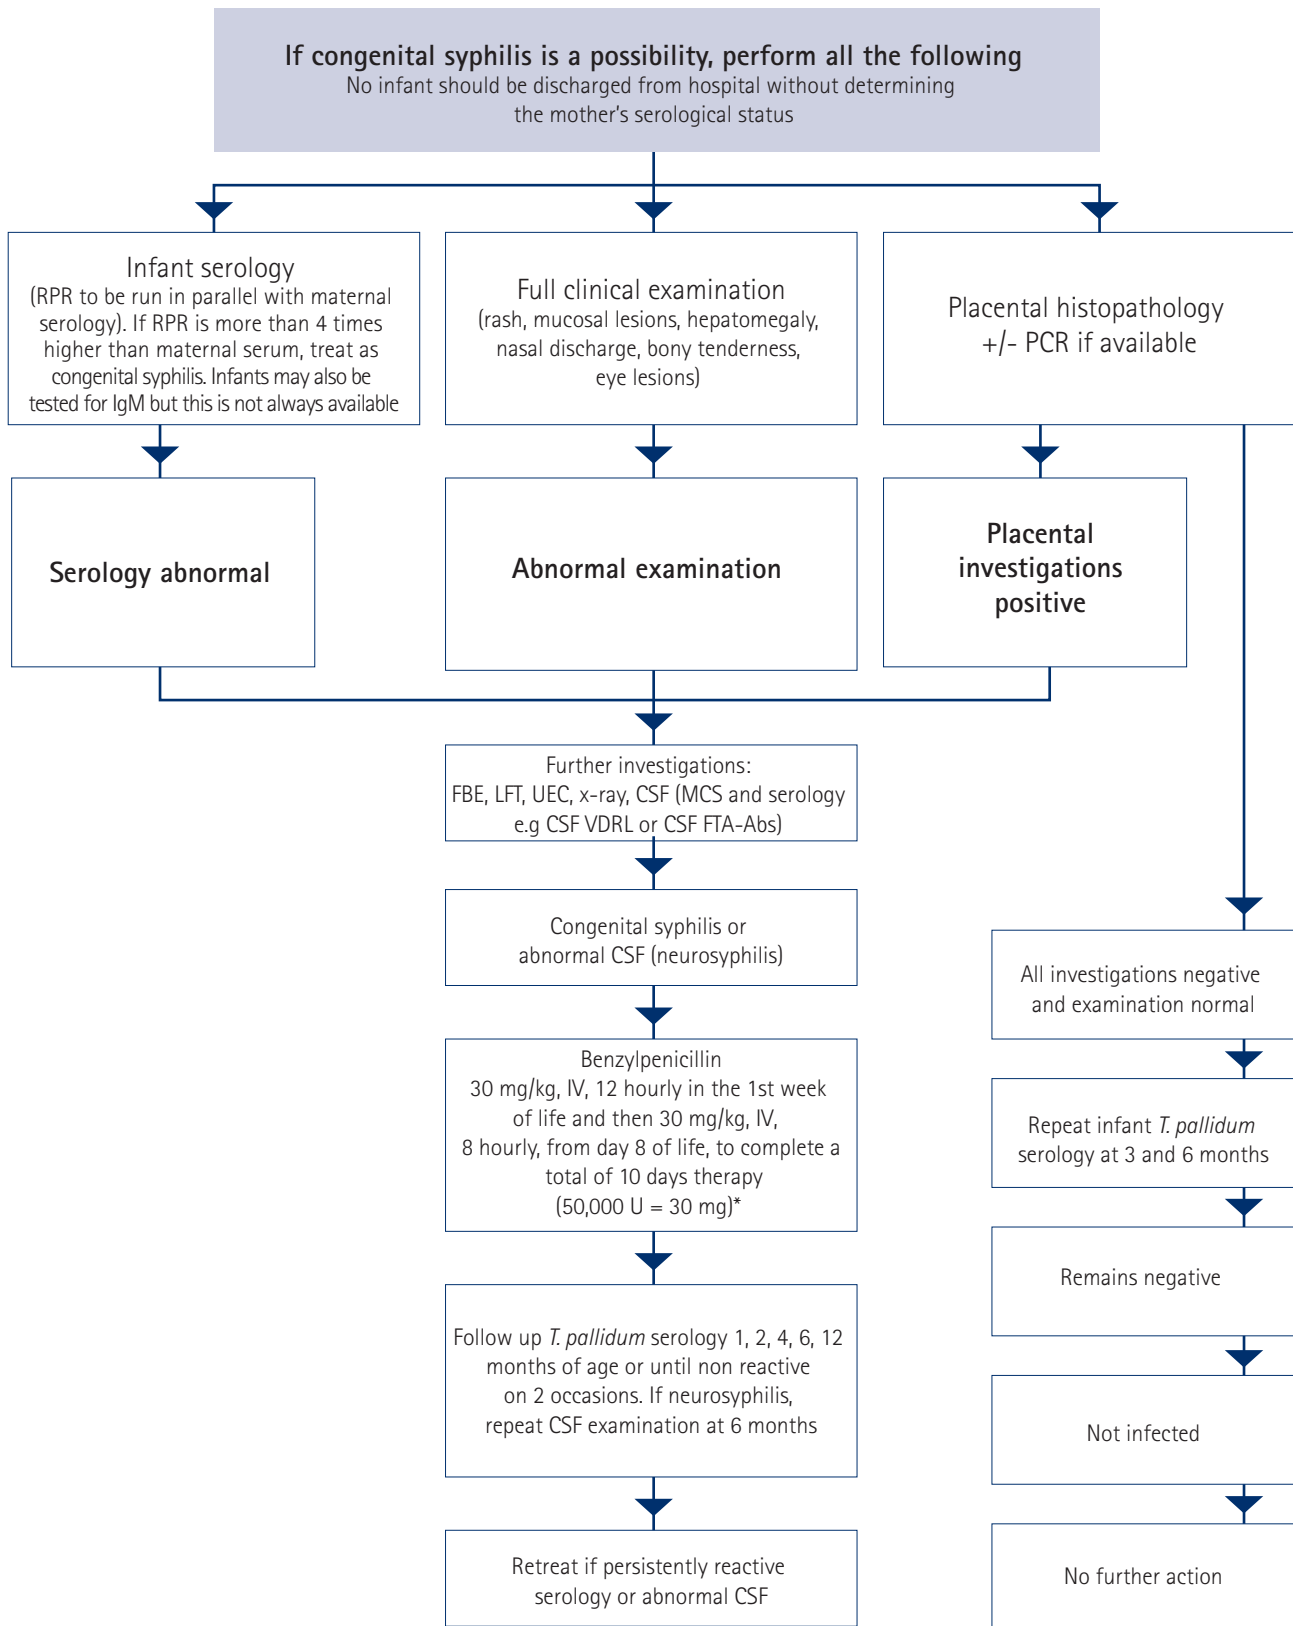 If congenital syphilis is a possibility, perform all the following
No infant should be discharged from hospital without determining
the mother's serological status
Infant serology
(RPR to be run in parallel with maternal
serology). If RPR is more than 4 times
higher than maternal serum, treat as
congenital syphilis. Infants may also be
tested for IgM but this is not always available
Full clinical examination
(rash, mucosal lesions, hepatomegaly,
nasal discharge, bony tenderness,
eye lesions)
Placental histopathology
+/- PCR if available
Serology abnormal
Abnormal examination
Placental
investigations
positive
Further investigations:
FBE, LFT, UEC, x-ray, CSF (MCS and serology
e.g CSF VDRL or CSF FTA-Abs)
Congenital syphilis or
abnormal CSF (neurosyphilis)
Benzylpenicillin
30 mg/kg, IV, 12 hourly in the 1st week
of life and then 30 mg/kg, IV,
8 hourly, from day 8 of life, to complete a
total of 10 days therapy
(50,000 U = 30 mg)*
Follow up T. pallidum serology 1, 2, 4, 6, 12
months of age or until non reactive
on 2 occasions. If neurosyphilis,
repeat CSF examination at 6 months
Retreat if persistently reactive
serology or abnormal CSF
All investigations negative
and examination normal
Repeat infant T. pallidum
serology at 3 and 6 months
Remains negative
Not infected
No further action